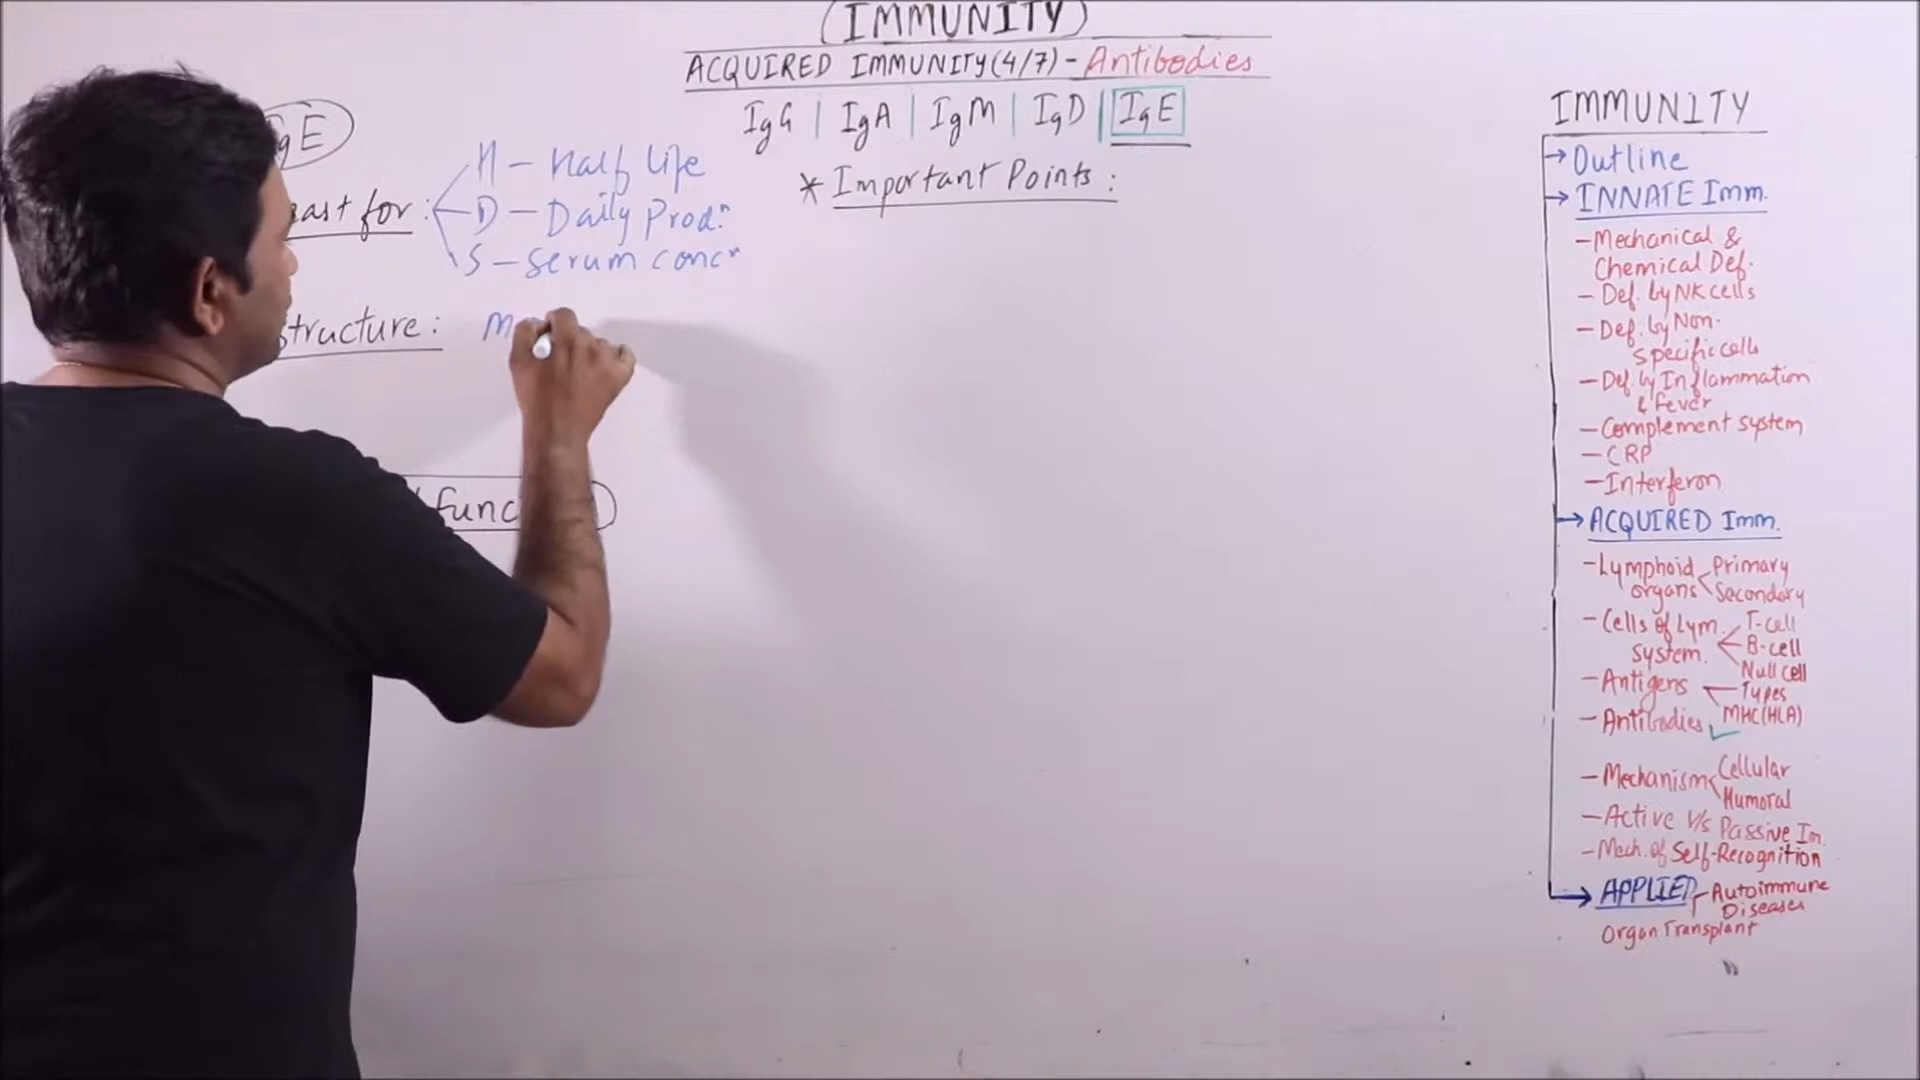 (IMMUNITY)
ACQUIRED IMMUNITY(4/7) - Antibodies
IgG | IgA | IgM | IgD | IgE
* Important Points :
IgE
for :
H - Half Life
D - Daily Prodⁿ.
S - Serum concⁿ
Structure :
IMMUNITY
→ Outline
→ INNATE Imm.
- Mechanical &
Chemical Def.
- Def. by NK cells
- Def. by Non-
specific cells
- Def. by Inflammation
& Fever
- Complement system
- CRP
- Interferon
→ ACQUIRED Imm.
- Lymphoid organs < Primary
Secondary
- Cells of Lym. system. < T-cell
B-cell
Null cell
- Antigens < Types
MHC(HLA)
- Antibodies ✓
- Mechanism < Cellular
Humoral
- Active V/s Passive Im.
- Mech. of Self-Recognition
→ APPLIED - Autoimmune
Diseases
Organ Transplant